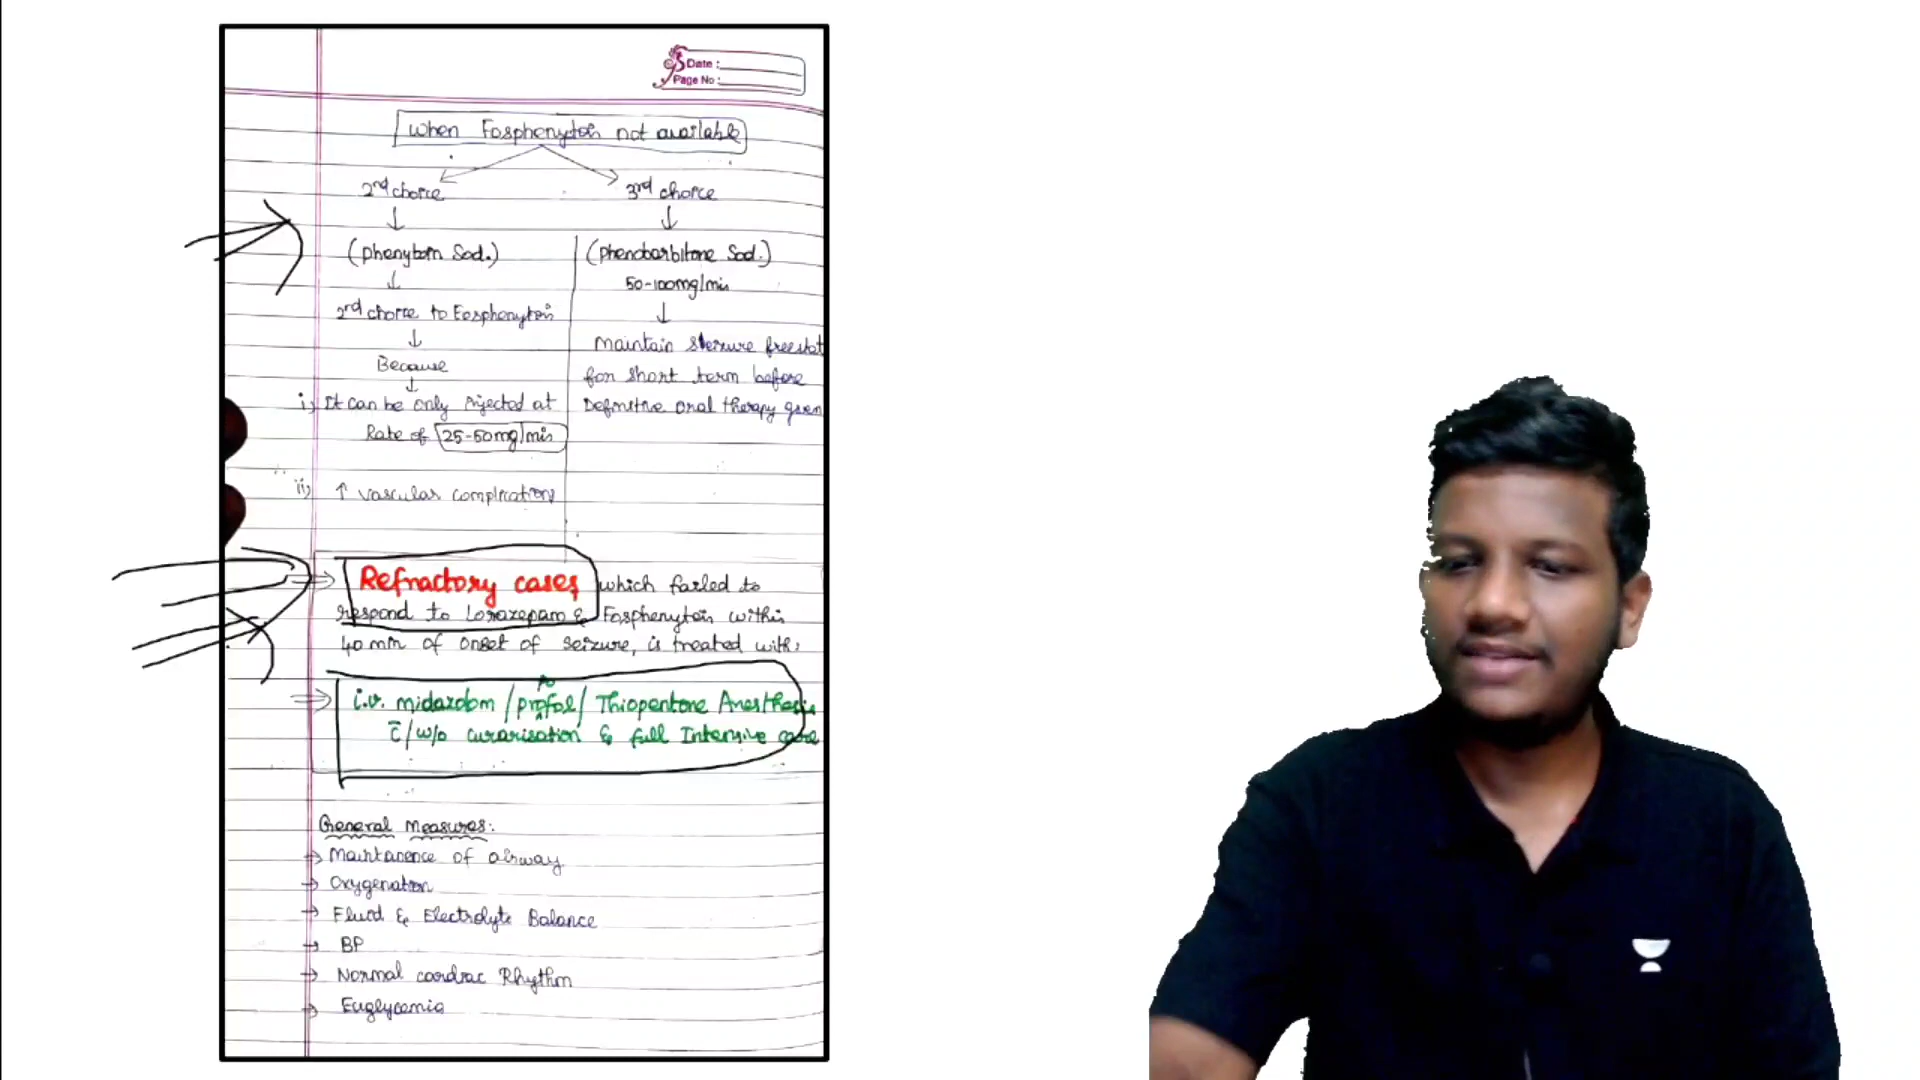 Date :
Page No :
When Fosphenytoin not available
2nd choice
3rd choice
(phenytoin Sod.)
(phenobarbitone Sod.)
50-100mg/min
2nd choice to Fosphenytoin
Maintain seizure free stat
Because
for short term before
i) It can be only injected at
Definitive oral therapy given
Rate of 25-50mg/min
ii) ↑ vascular complications
⇒ Refractory cases which failed to
respond to Lorazepam & Fosphenytoin within
40 min of onset of seizure, is treated with:
⇒ i.v. midazolam / propofol / Thiopentone Anesthesia
c̅/w/o curarisation & full Intensive care
General Measures:
→ Maintanence of airway
→ Oxygenation
→ Fluid & Electrolyte Balance
→ BP
→ Normal cardiac Rhythm
→ Euglycemia